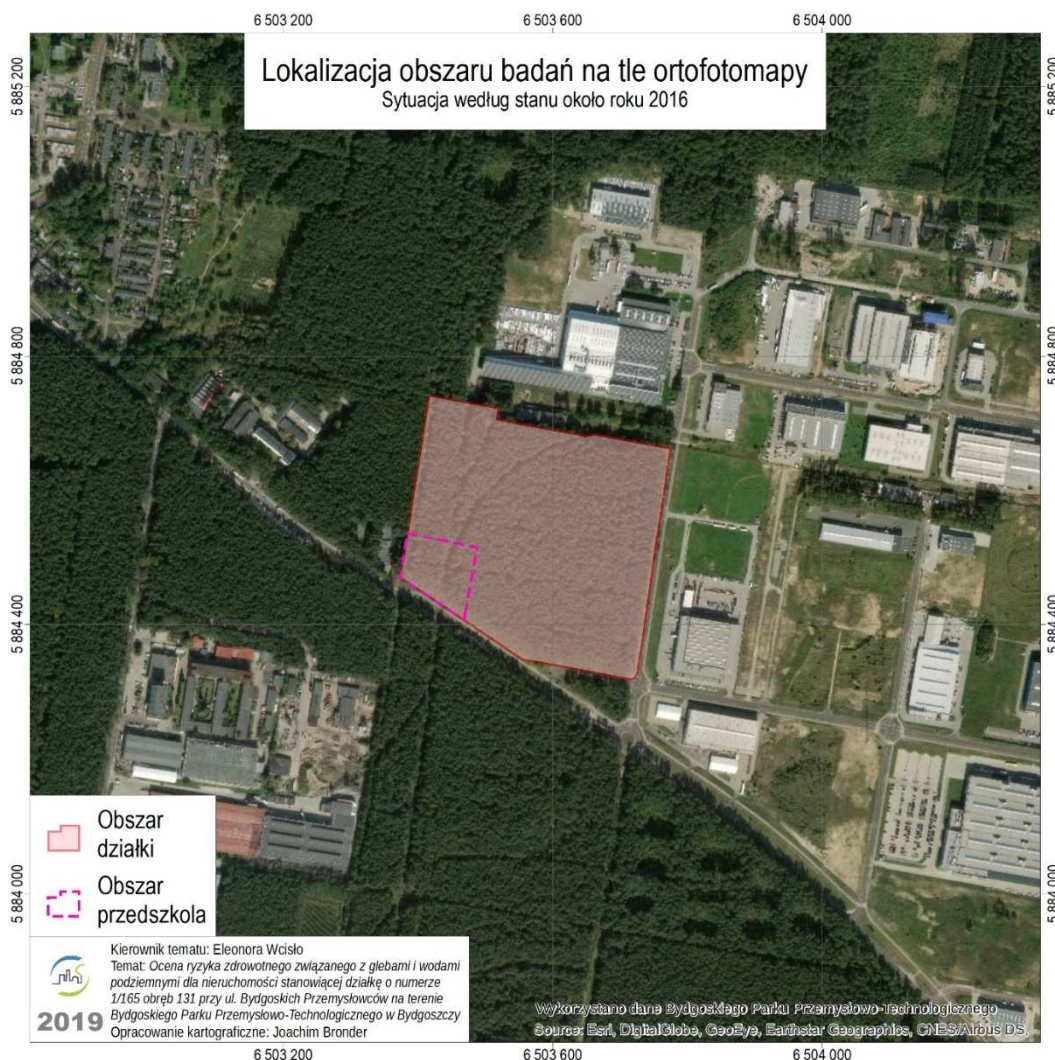 6 503 200
6 503 600
6 504 000
Lokalizacja obszaru badań na tle ortofotomapy
Sytuacja według stanu około roku 2016
5 885 200
5 885 200
5 884 800
5 884 800
5 884 400
5 884 400
5 884 000
5 884 000
Obszar
działki
Obszar
przedszkola
Kierownik tematu: Eleonora Wcisło
Temat: Ocena ryzyka zdrowotnego związanego z glebami i wodami
podziemnymi dla nieruchomości stanowiącej działkę o numerze
1/165 obręb 131 przy ul. Bydgoskich Przemysłowców na terenie
Bydgoskiego Parku Przemysłowo-Technologicznego w Bydgoszczy
Opracowanie kartograficzne: Joachim Bronder
2019
Wykorzystano dane Bydgoskiego Parku Przemysłowo-Technologicznego
Source: Esri, DigitalGlobe, GeoEye, Earthstar Geographics, CNES/Airbus DS,
6 503 200
6 503 600
6 504 000